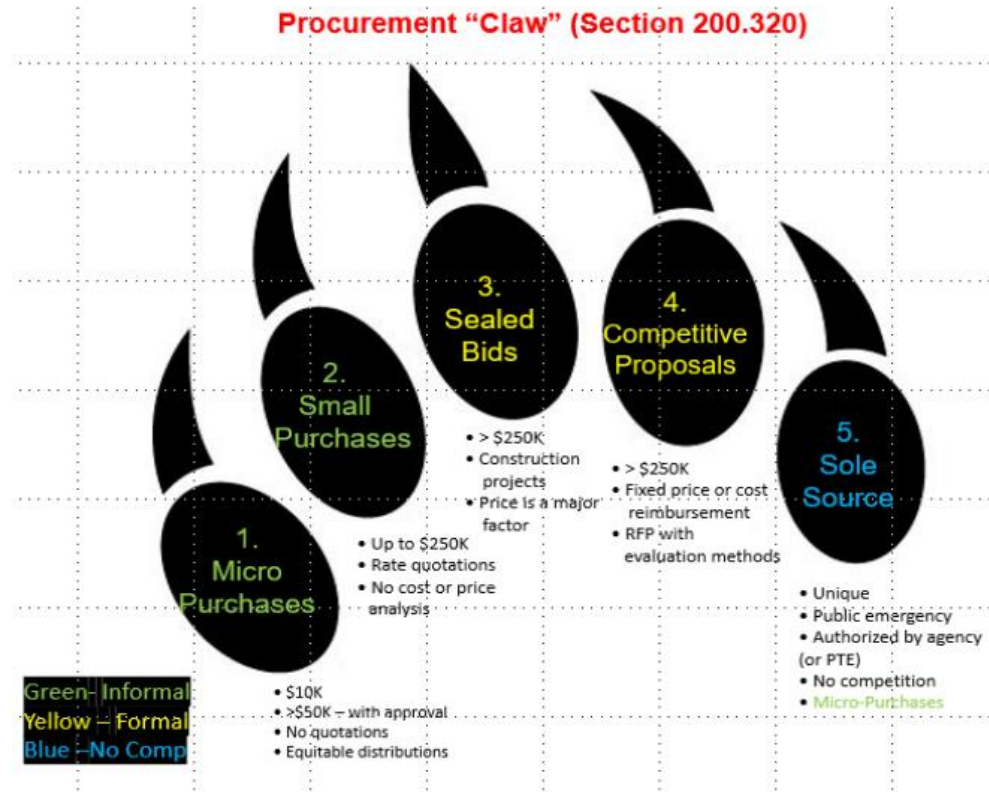 Procurement “Claw” (Section 200.320)
1.
Micro
Purchases
• $10K
• >$50K – with approval
• No quotations
• Equitable distributions
2.
Small
Purchases
• Up to $250K
• Rate quotations
• No cost or price
analysis
3.
Sealed
Bids
• > $250K
• Construction
projects
• Price is a major
factor
4.
Competitive
Proposals
• > $250K
• Fixed price or cost
reimbursement
• RFP with
evaluation methods
5.
Sole
Source
• Unique
• Public emergency
• Authorized by agency
(or PTE)
• No competition
• Micro-Purchases
Green- Informal
Yellow – Formal
Blue –No Comp